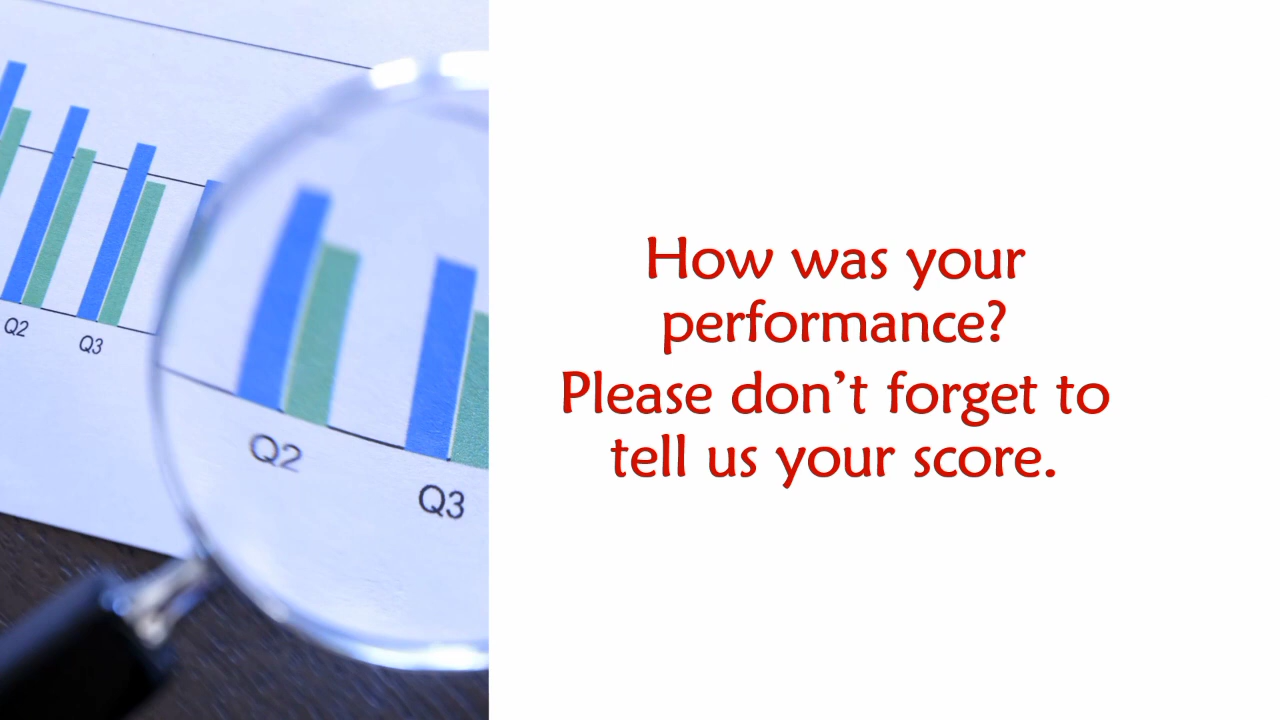 Q2
Q3
Q2
Q3
How was your
performance?
Please don’t forget to
tell us your score.